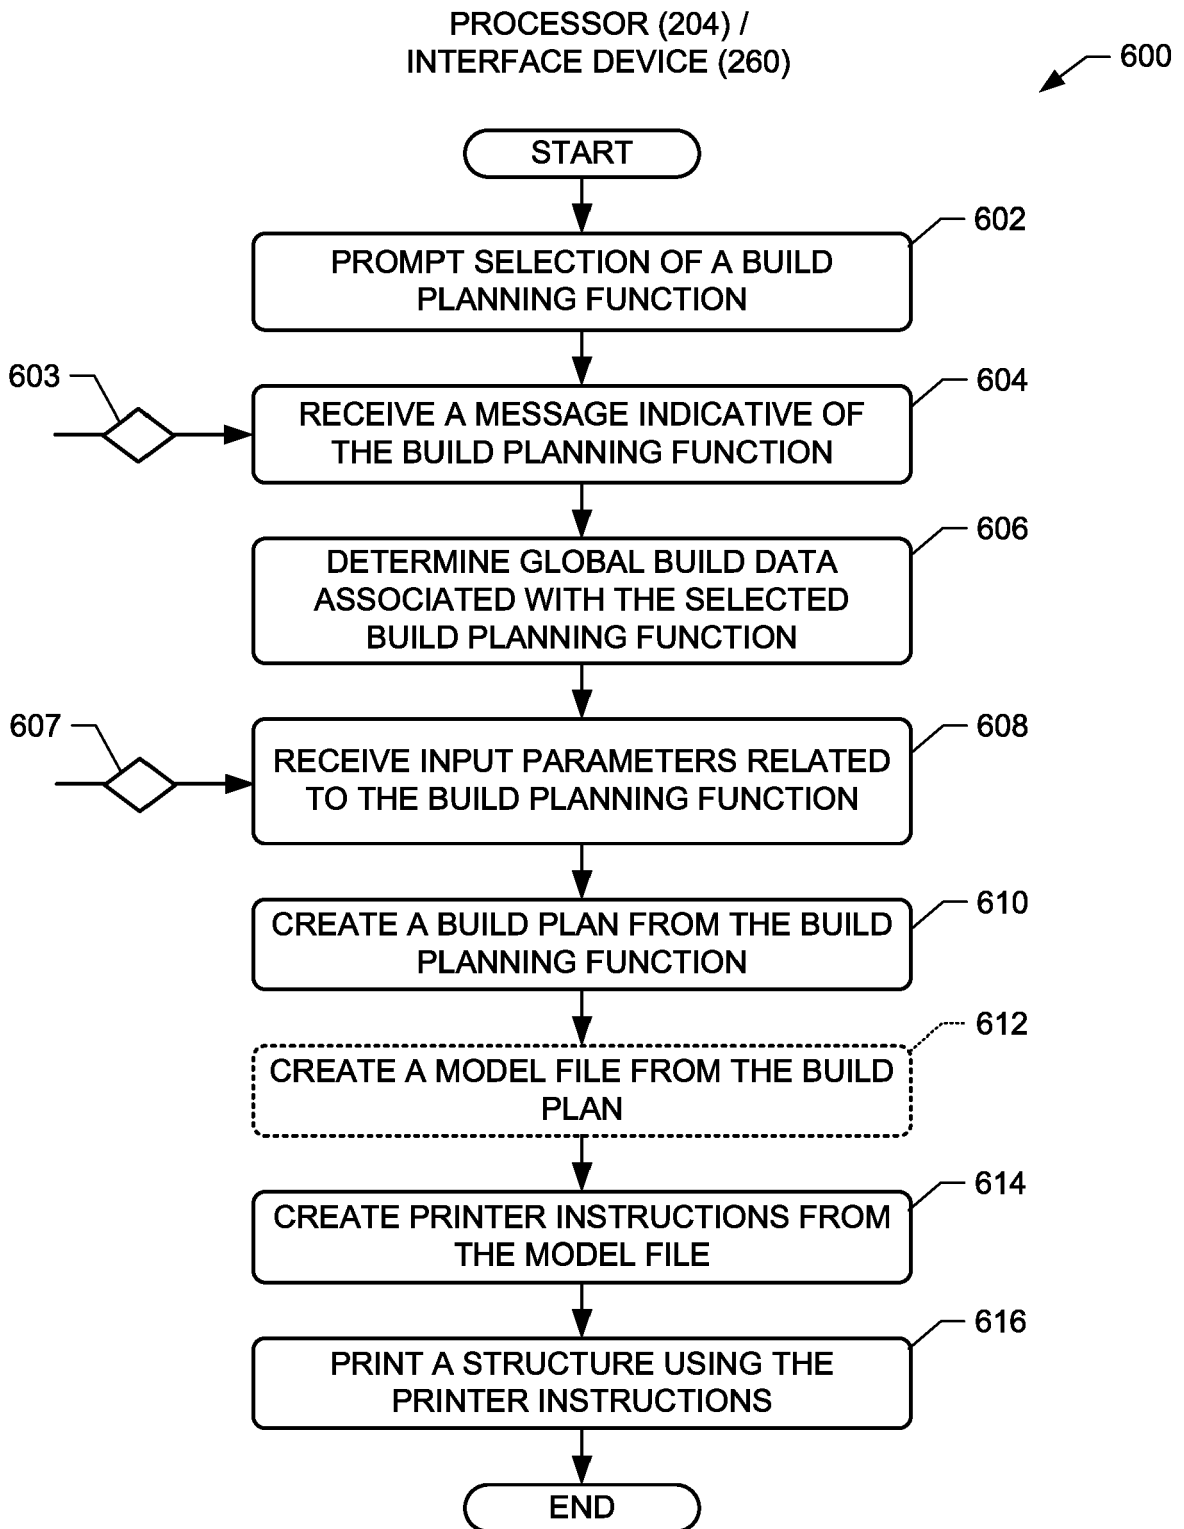 PROCESSOR (204) /
INTERFACE DEVICE (260)
600
START
602
PROMPT SELECTION OF A BUILD
PLANNING FUNCTION
603
604
RECEIVE A MESSAGE INDICATIVE OF
THE BUILD PLANNING FUNCTION
606
DETERMINE GLOBAL BUILD DATA
ASSOCIATED WITH THE SELECTED
BUILD PLANNING FUNCTION
607
608
RECEIVE INPUT PARAMETERS RELATED
TO THE BUILD PLANNING FUNCTION
610
CREATE A BUILD PLAN FROM THE BUILD
PLANNING FUNCTION
612
CREATE A MODEL FILE FROM THE BUILD
PLAN
614
CREATE PRINTER INSTRUCTIONS FROM
THE MODEL FILE
616
PRINT A STRUCTURE USING THE
PRINTER INSTRUCTIONS
END